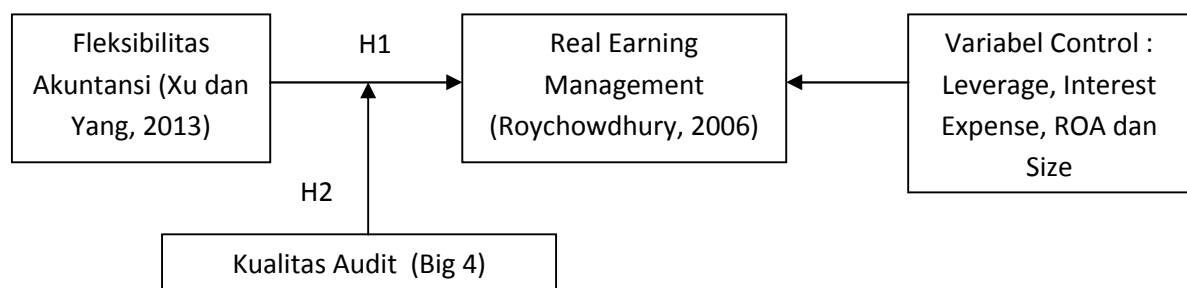 Fleksibilitas
Akuntansi (Xu dan
Yang, 2013)
H1
Real Earning
Management
(Roychowdhury, 2006)
Variabel Control :
Leverage, Interest
Expense, ROA dan
Size
H2
Kualitas Audit (Big 4)